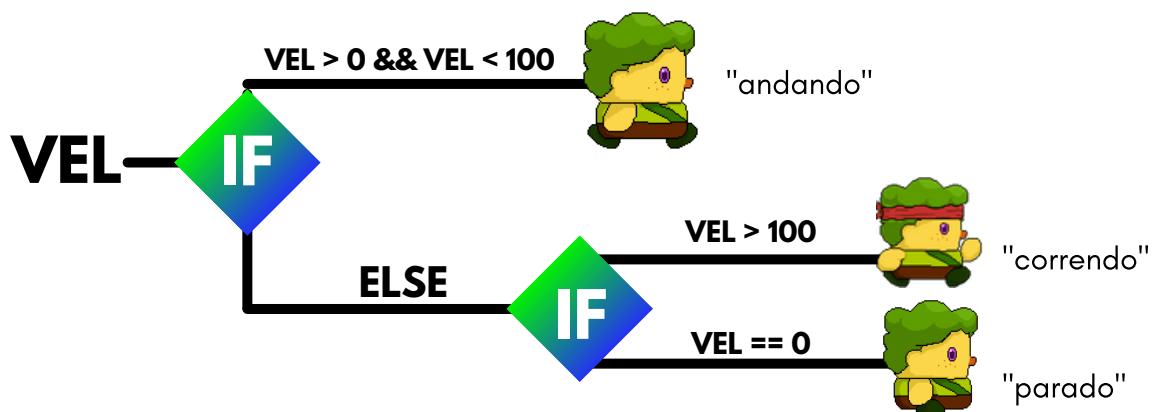 VEL > 0 && VEL < 100
"andando"
VEL
IF
VEL > 100
"correndo"
ELSE
IF
VEL == 0
"parado"